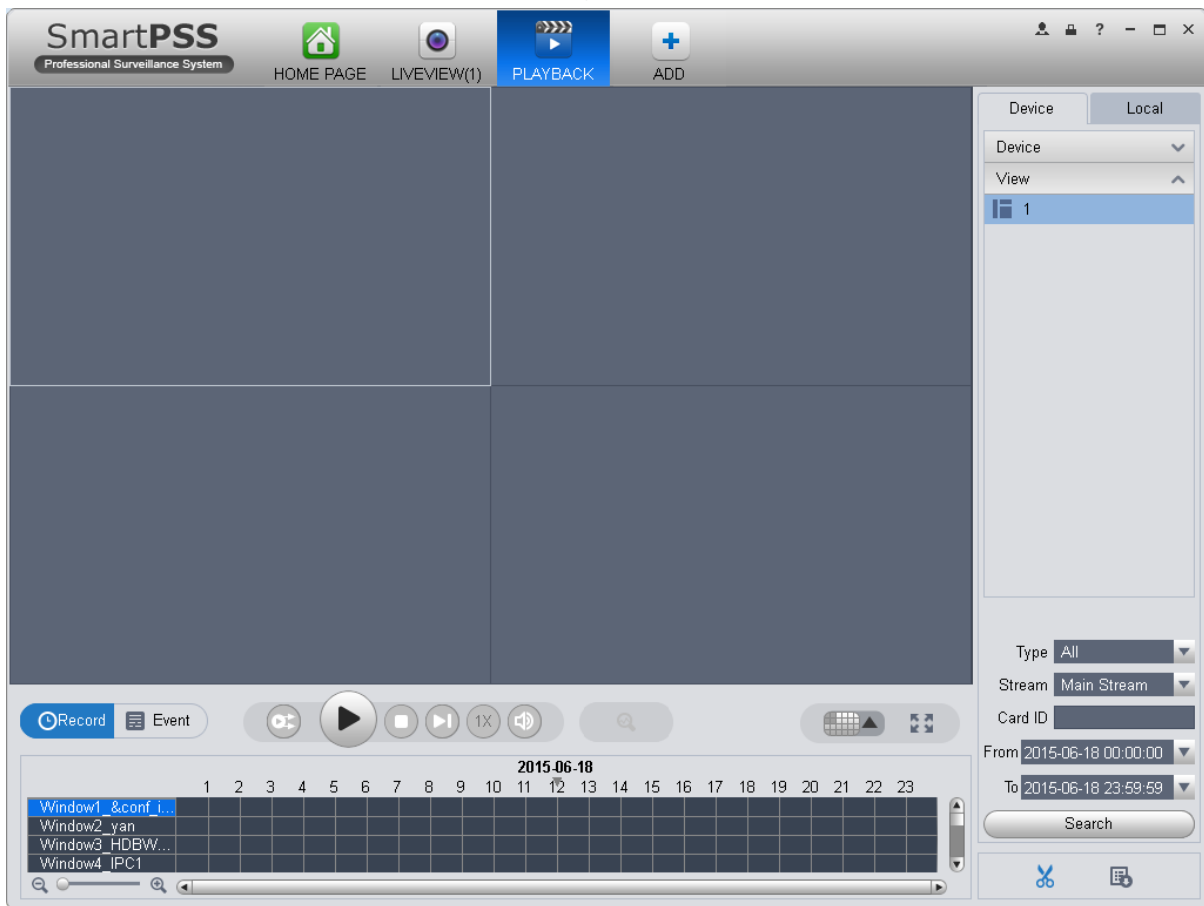 SmartPSS
Professional Surveillance System
HOME PAGE
LIVEVIEW(1)
PLAYBACK
ADD
?
Device
Local
Device
View
1
Type All
Stream Main Stream
Card ID
From 2015-06-18 00:00:00
To 2015-06-18 23:59:59
Search
Record
Event
1X
2015-06-18
1 2 3 4 5 6 7 8 9 10 11 12 13 14 15 16 17 18 19 20 21 22 23
Window1_&conf_i...
Window2_yan
Window3_HDBW...
Window4_IPC1